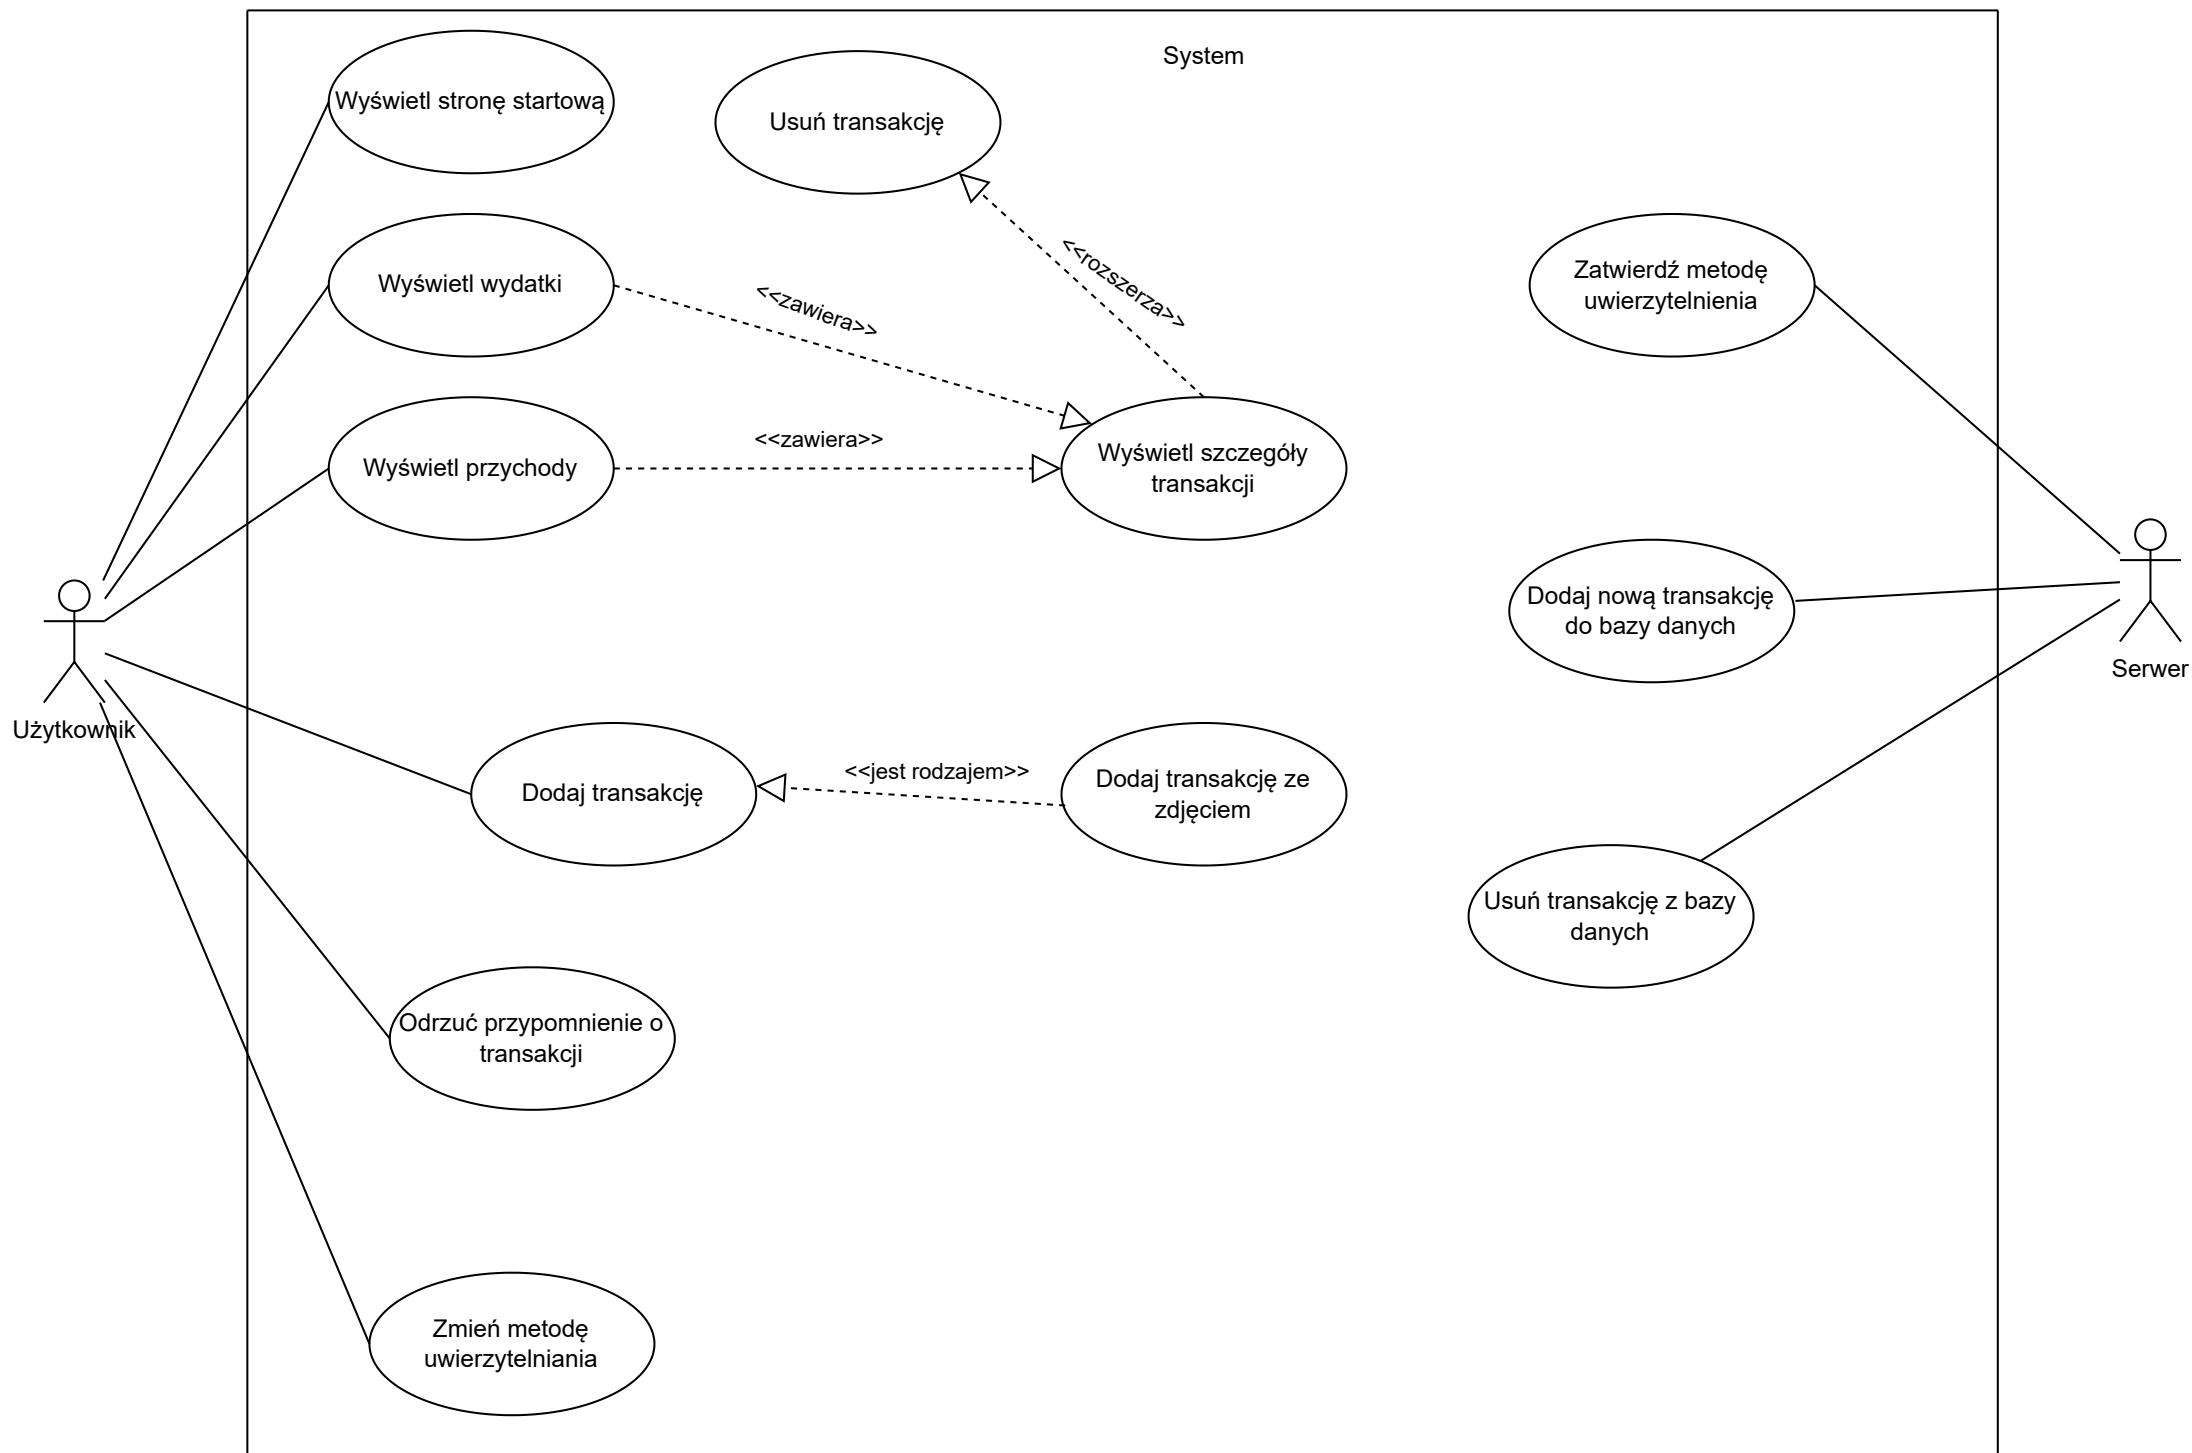 System
Wyświetl stronę startową
Usuń transakcję
Wyświetl wydatki
<<zawiera>>
<<rozszerza>>
Zatwierdź metodę
uwierzytelnienia
Wyświetl przychody
<<zawiera>>
Wyświetl szczegóły
transakcji
Dodaj nową transakcję
do bazy danych
Serwer
Użytkownik
Dodaj transakcję
<<jest rodzajem>>
Dodaj transakcję ze
zdjęciem
Usuń transakcję z bazy
danych
Odrzuć przypomnienie o
transakcji
Zmień metodę
uwierzytelniania